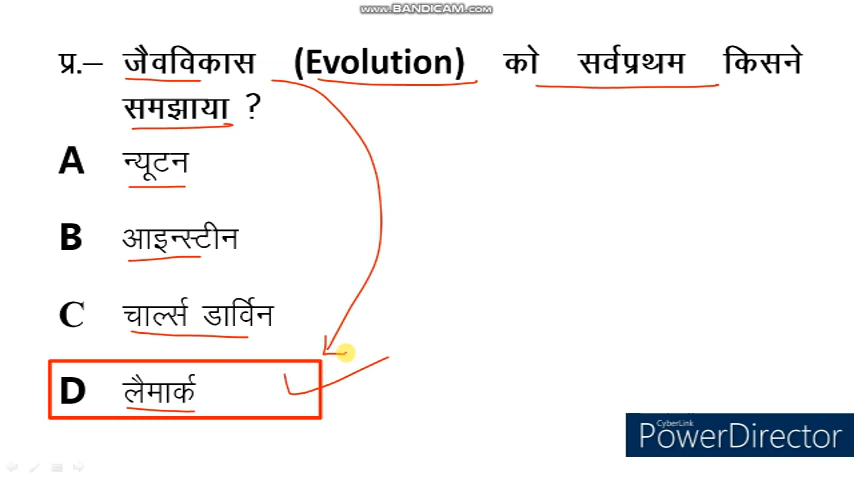 WWW.BANDICAM.COM
प्र.– जैवविकास (Evolution) को सर्वप्रथम किसने
समझाया ?
A न्यूटन
B आइन्स्टीन
C चार्ल्स डार्विन
D लैमार्क
CyberLink
PowerDirector